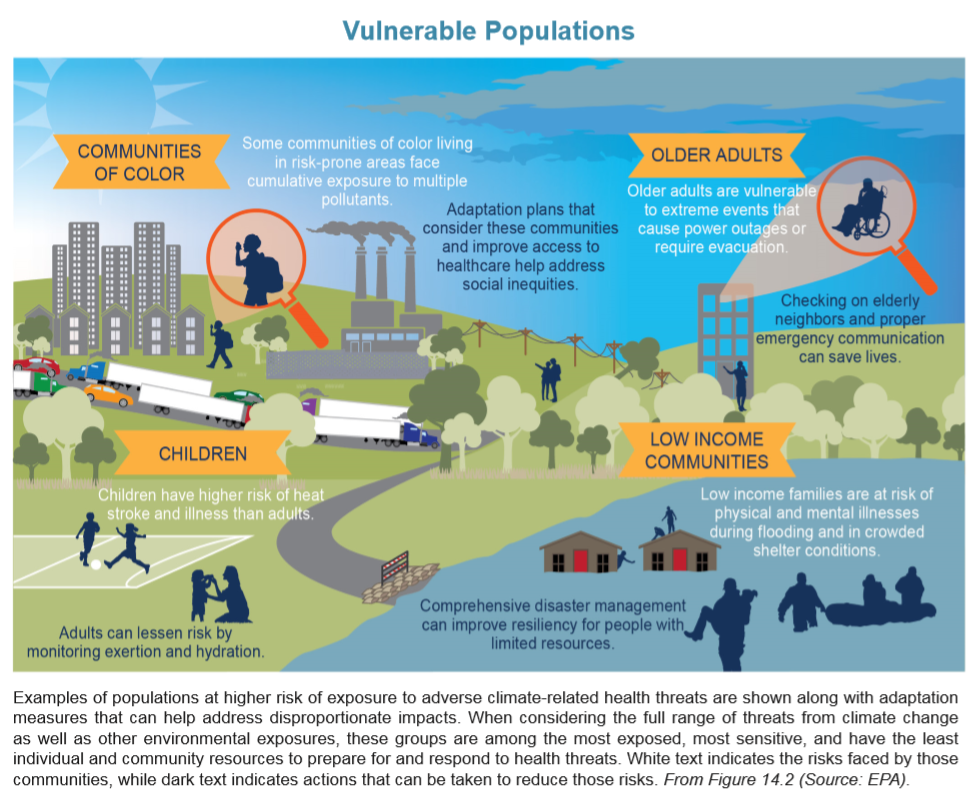 Vulnerable Populations
COMMUNITIES
OF COLOR
Some communities of color living
in risk-prone areas face
cumulative exposure to multiple
pollutants.
Adaptation plans that
consider these communities
and improve access to
healthcare help address
social inequities.
OLDER ADULTS
Older adults are vulnerable
to extreme events that
cause power outages or
require evacuation.
Checking on elderly
neighbors and proper
emergency communication
can save lives.
CHILDREN
Children have higher risk of heat
stroke and illness than adults.
Adults can lessen risk by
monitoring exertion and hydration.
LOW INCOME
COMMUNITIES
Low income families are at risk of
physical and mental illnesses
during flooding and in crowded
shelter conditions.
Comprehensive disaster management
can improve resiliency for people with
limited resources.
Examples of populations at higher risk of exposure to adverse climate-related health threats are shown along with adaptation
measures that can help address disproportionate impacts. When considering the full range of threats from climate change
as well as other environmental exposures, these groups are among the most exposed, most sensitive, and have the least
individual and community resources to prepare for and respond to health threats. White text indicates the risks faced by those
communities, while dark text indicates actions that can be taken to reduce those risks. From Figure 14.2 (Source: EPA).